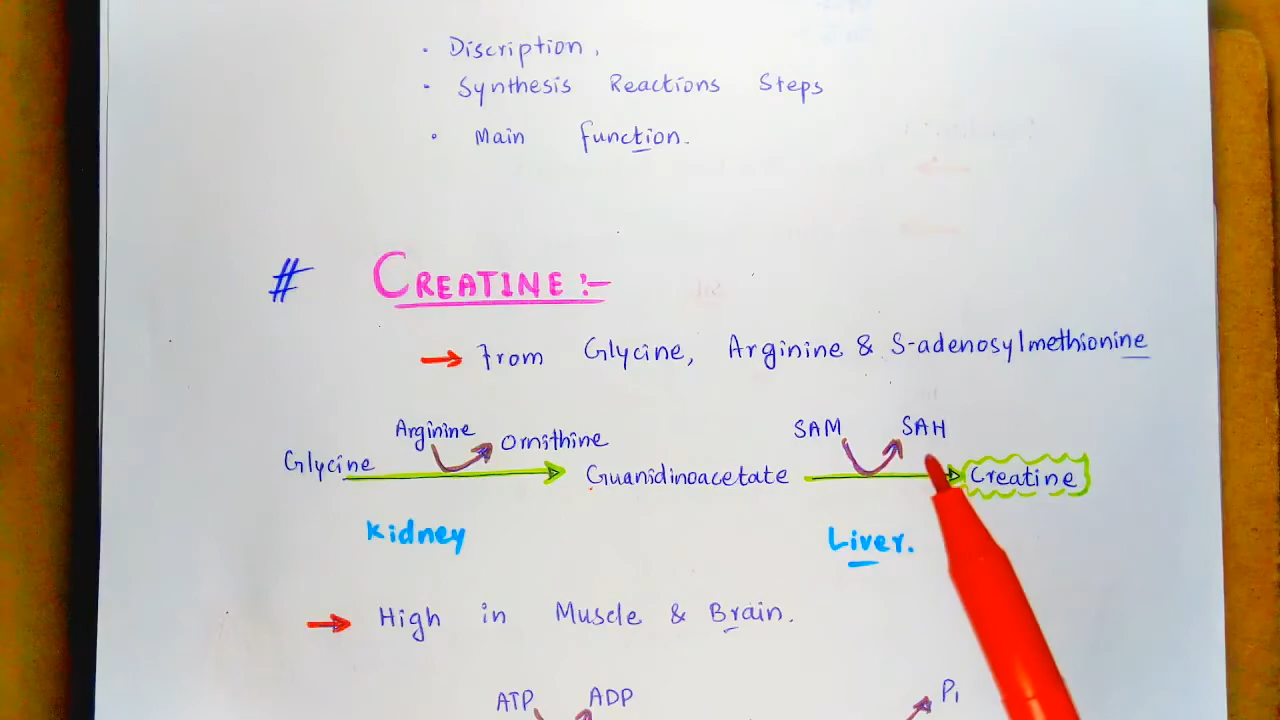 · Discription,
· Synthesis Reactions Steps
· Main function.
# CREATINE :-
→ From Glycine, Arginine & S-adenosylmethionine
Arginine Ornithine SAM SAH
Glycine → Guanidinoacetate → Creatine
Kidney Liver.
→ High in Muscle & Brain.
ATP ADP Pi